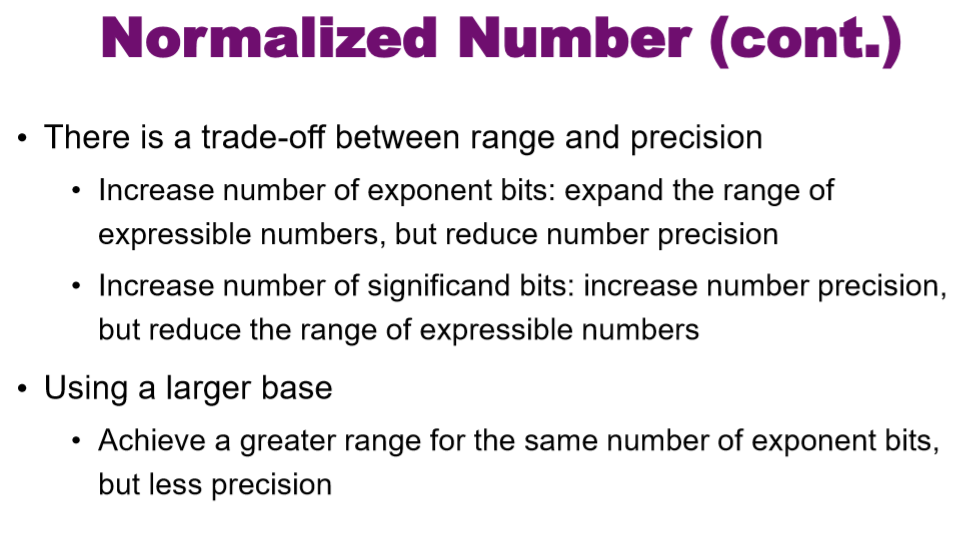 Normalized Number (cont.)
• There is a trade-off between range and precision
• Increase number of exponent bits: expand the range of
expressible numbers, but reduce number precision
• Increase number of significand bits: increase number precision,
but reduce the range of expressible numbers
• Using a larger base
• Achieve a greater range for the same number of exponent bits,
but less precision